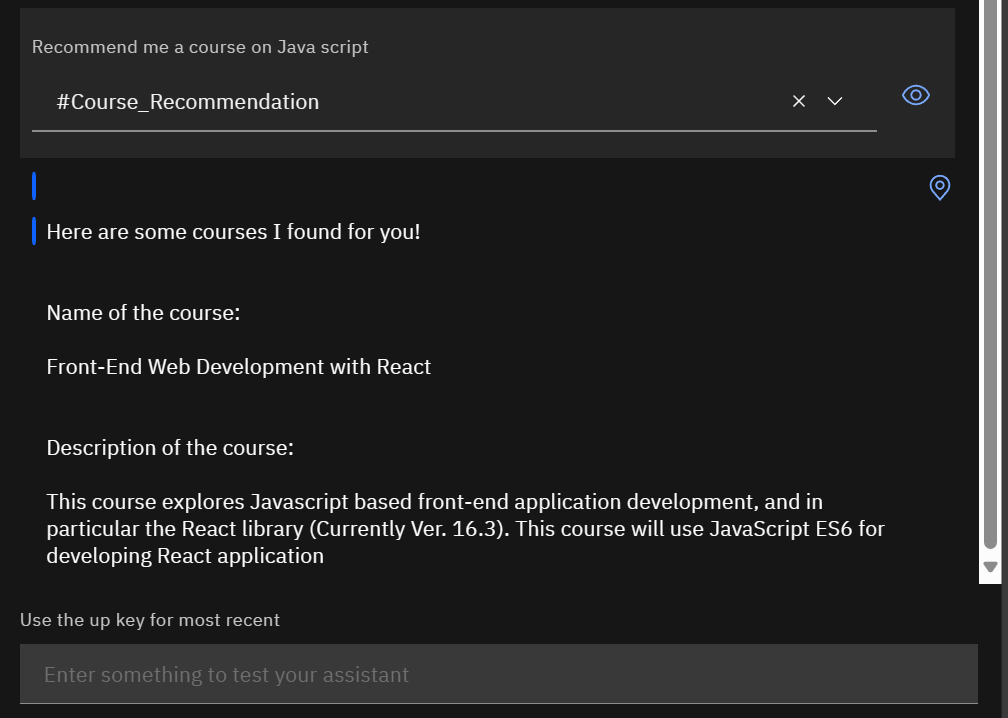 Recommend me a course on Java script
#Course_Recommendation
Here are some courses I found for you!
Name of the course:
Front-End Web Development with React
Description of the course:
This course explores Javascript based front-end application development, and in
particular the React library (Currently Ver. 16.3). This course will use JavaScript ES6 for
developing React application
Use the up key for most recent
Enter something to test your assistant